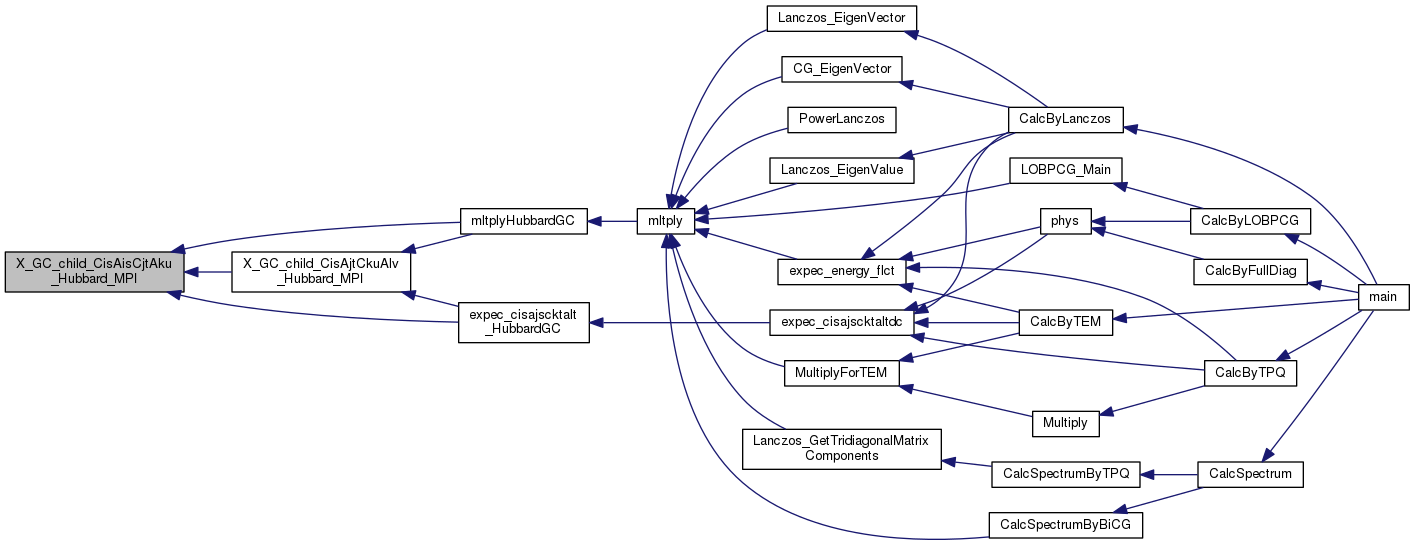 X_GC_child_CisAisCjtAku
_Hubbard_MPI
X_GC_child_CisAjtCkuAlv
_Hubbard_MPI
mltplyHubbardGC
expec_cisajscktalt
_HubbardGC
mltply
Lanczos_EigenVector
CG_EigenVector
PowerLanczos
Lanczos_EigenValue
expec_energy_flct
expec_cisajscktaltdc
MultiplyForTEM
Lanczos_GetTridiagonalMatrix
Components
CalcByLanczos
LOBPCG_Main
phys
CalcByTEM
Multiply
CalcSpectrumByTPQ
CalcSpectrumByBiCG
CalcByLOBPCG
CalcByFullDiag
CalcByTPQ
CalcSpectrum
main